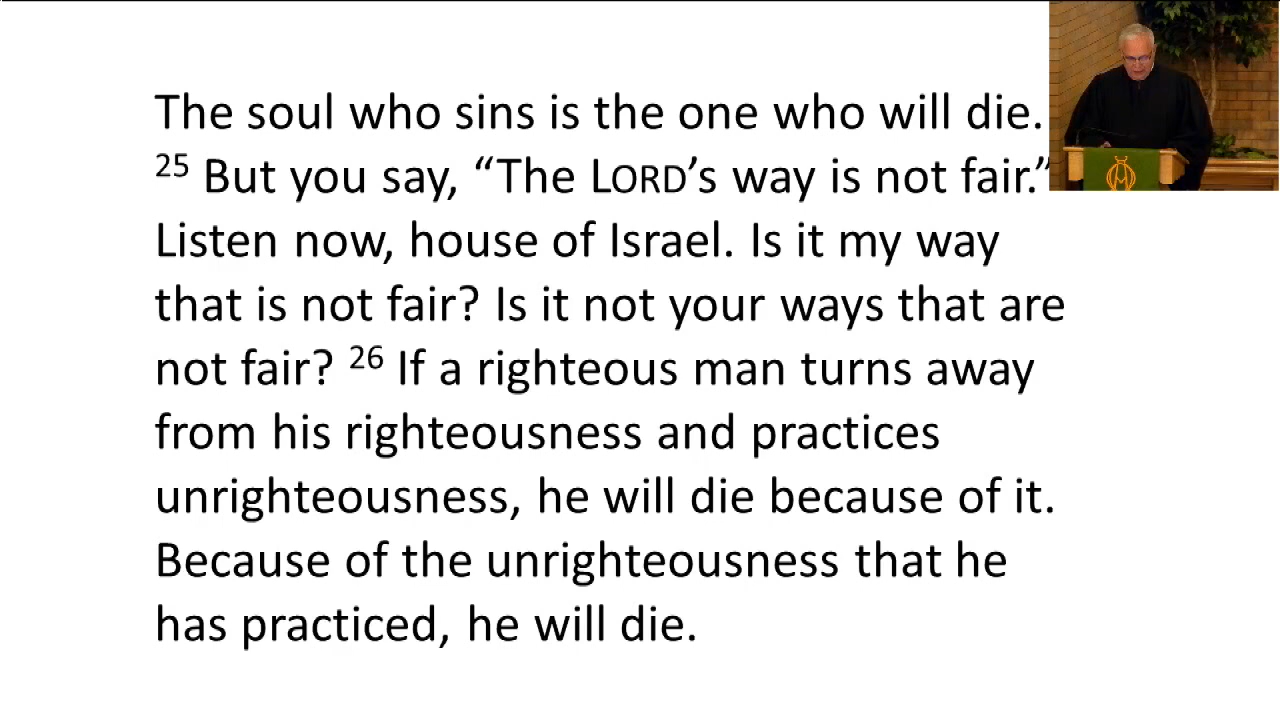 The soul who sins is the one who will die.
25 But you say, “The LORD’s way is not fair.”
Listen now, house of Israel. Is it my way
that is not fair? Is it not your ways that are
not fair? 26 If a righteous man turns away
from his righteousness and practices
unrighteousness, he will die because of it.
Because of the unrighteousness that he
has practiced, he will die.